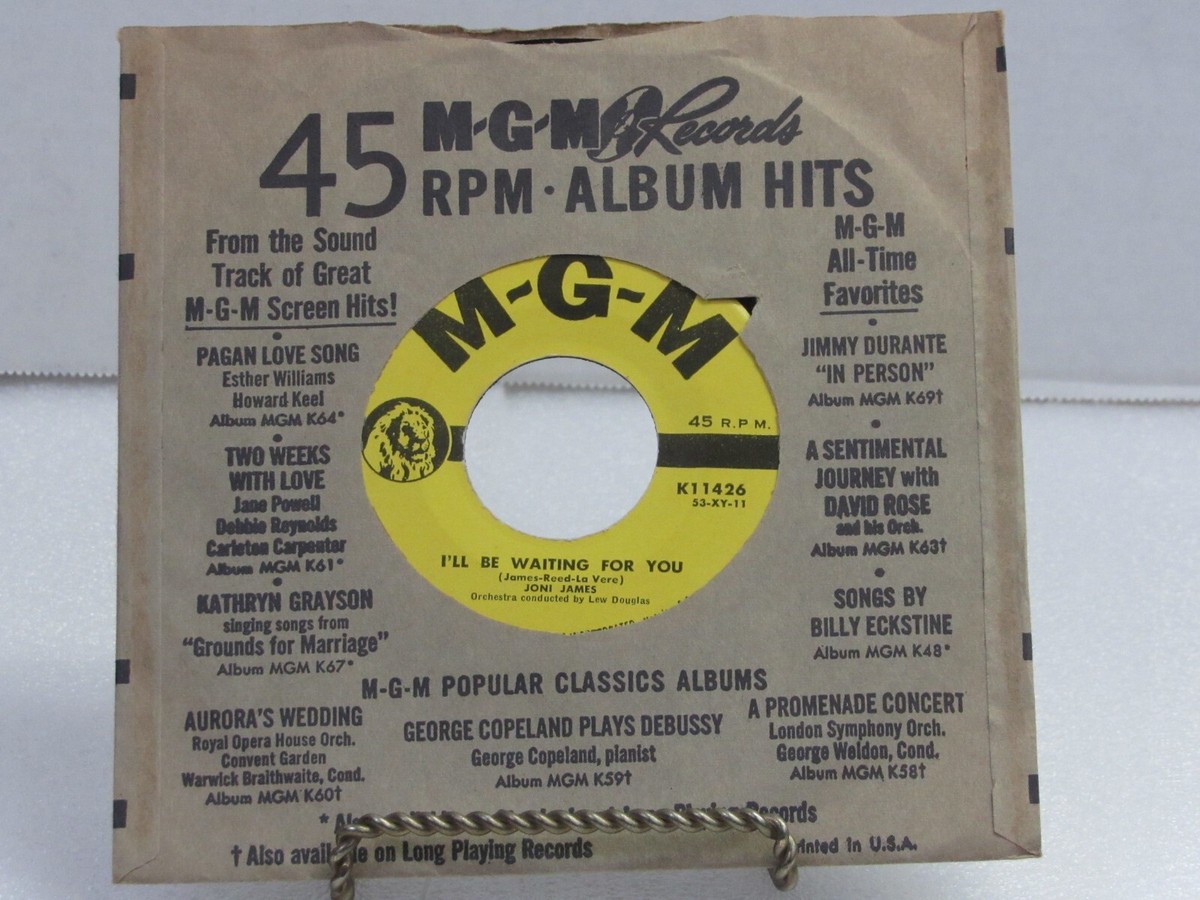 45 M-G-M Records
RPM · ALBUM HITS
From the Sound
Track of Great
M-G-M Screen Hits!
PAGAN LOVE SONG
Esther Williams
Howard Keel
Album MGM K64*
TWO WEEKS
WITH LOVE
Jane Powell
Debbie Reynolds
Carleton Carpenter
Album MGM K61*
KATHRYN GRAYSON
singing songs from
"Grounds for Marriage"
Album MGM K67*
M-G-M
45 R.P.M.
K11426
53-XY-11
I'LL BE WAITING FOR YOU
(James-Reed-La Vere)
JONI JAMES
Orchestra conducted by Lew Douglas
M-G-M
All-Time
Favorites
JIMMY DURANTE
"IN PERSON"
Album MGM K69†
A SENTIMENTAL
JOURNEY with
DAVID ROSE
and his Orch.
Album MGM K63†
SONGS BY
BILLY ECKSTINE
Album MGM K48*
M-G-M POPULAR CLASSICS ALBUMS
AURORA'S WEDDING
Royal Opera House Orch.
Convent Garden
Warwick Braithwaite, Cond.
Album MGM K60†
GEORGE COPELAND PLAYS DEBUSSY
George Copeland, pianist
Album MGM K59†
A PROMENADE CONCERT
London Symphony Orch.
George Weldon, Cond.
Album MGM K58†
* Playing Records
† Also available on Long Playing Records
Printed in U.S.A.